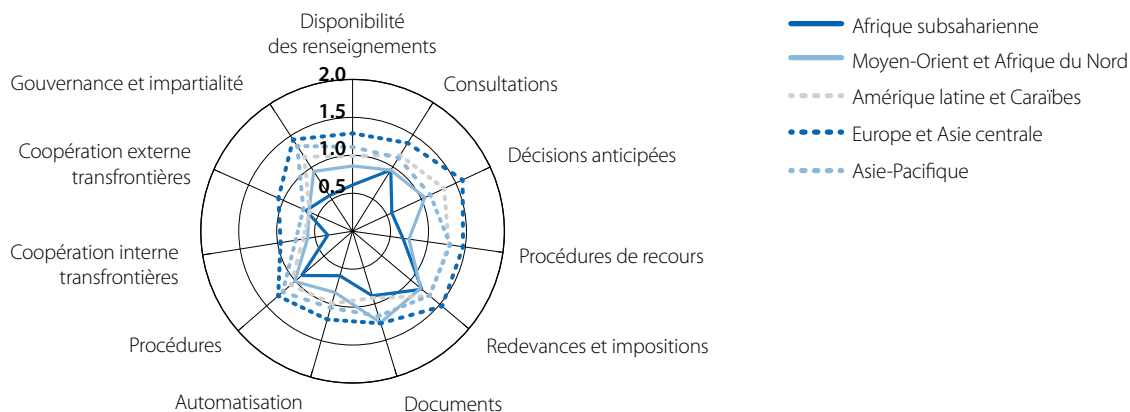 Disponibilité
des renseignements
Consultations
Décisions anticipées
Procédures de recours
Redevances et impositions
Documents
Automatisation
Procédures
Coopération interne
transfrontières
Coopération externe
transfrontières
Gouvernance et impartialité
2.0
1.5
1.0
0.5
Afrique subsaharienne
Moyen-Orient et Afrique du Nord
Amérique latine et Caraïbes
Europe et Asie centrale
Asie-Pacifique